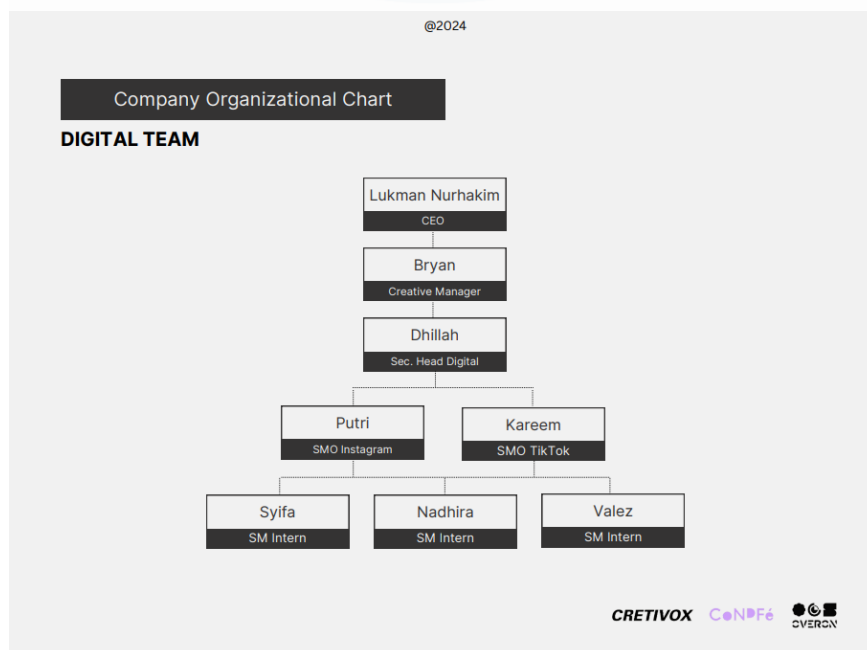 @2024
Company Organizational Chart
DIGITAL TEAM
Lukman Nurhakim
CEO
Bryan
Creative Manager
Dhillah
Sec. Head Digital
Putri
SMO Instagram
Kareem
SMO TikTok
Syifa
SM Intern
Nadhira
SM Intern
Valez
SM Intern
CRETIVOX
CoNDFé
OVERON